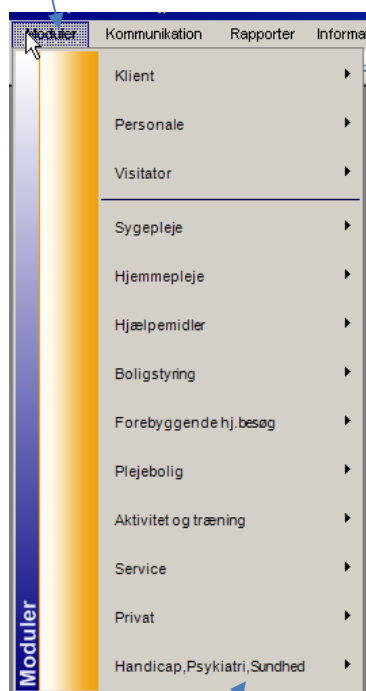 Moduler Kommunikation Rapporter Informa
Klient
Personale
Visitator
Sygepleje
Hjemmepleje
Hjælpemidler
Boligstyring
Forebyggende hj.besøg
Plejebolig
Aktivitet og træning
Service
Privat
Handicap,Psykiatri,Sundhed
Moduler